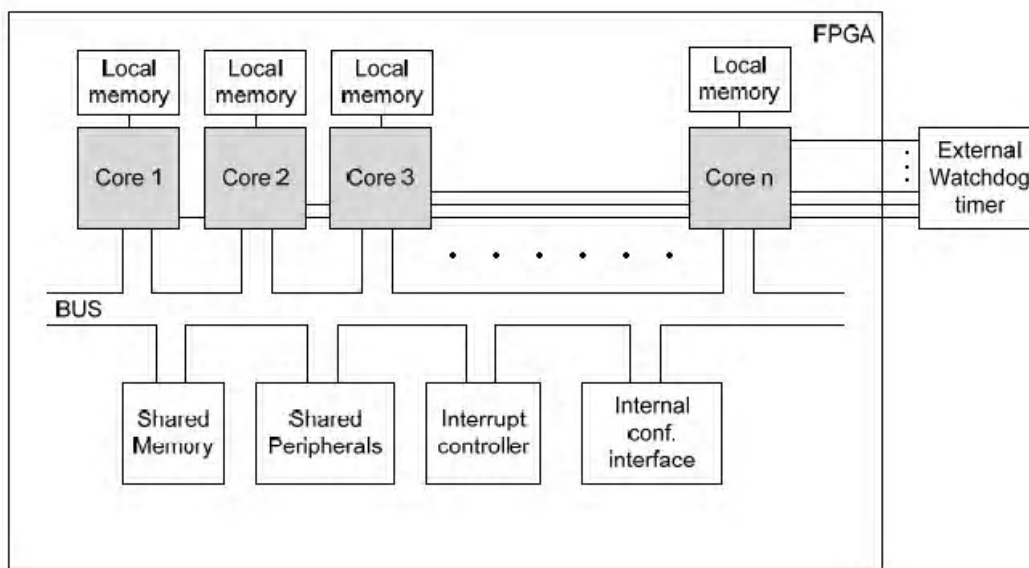 FPGA
Local
memory
Local
memory
Local
memory
Local
memory
Core 1
Core 2
Core 3
Core n
External
Watchdog
timer
BUS
Shared
Memory
Shared
Peripherals
Interrupt
controller
Internal
conf.
interface